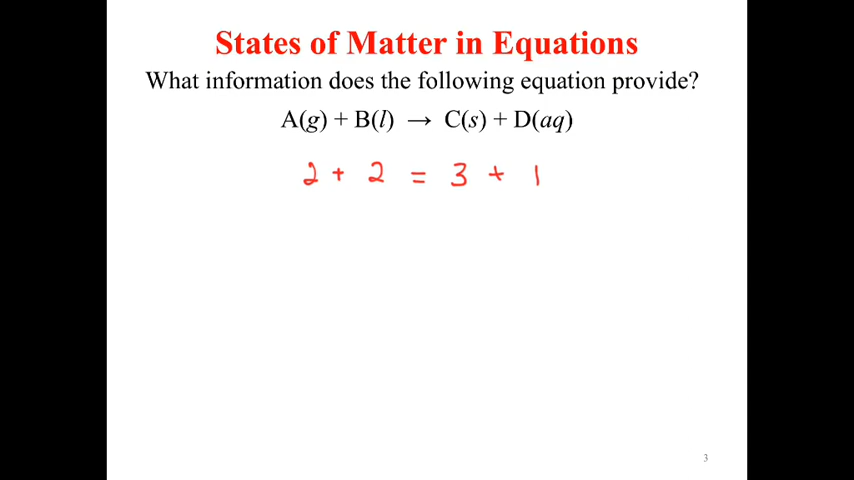 States of Matter in Equations
What information does the following equation provide?
A(g) + B(l) → C(s) + D(aq)
2 + 2 = 3 + 1
3